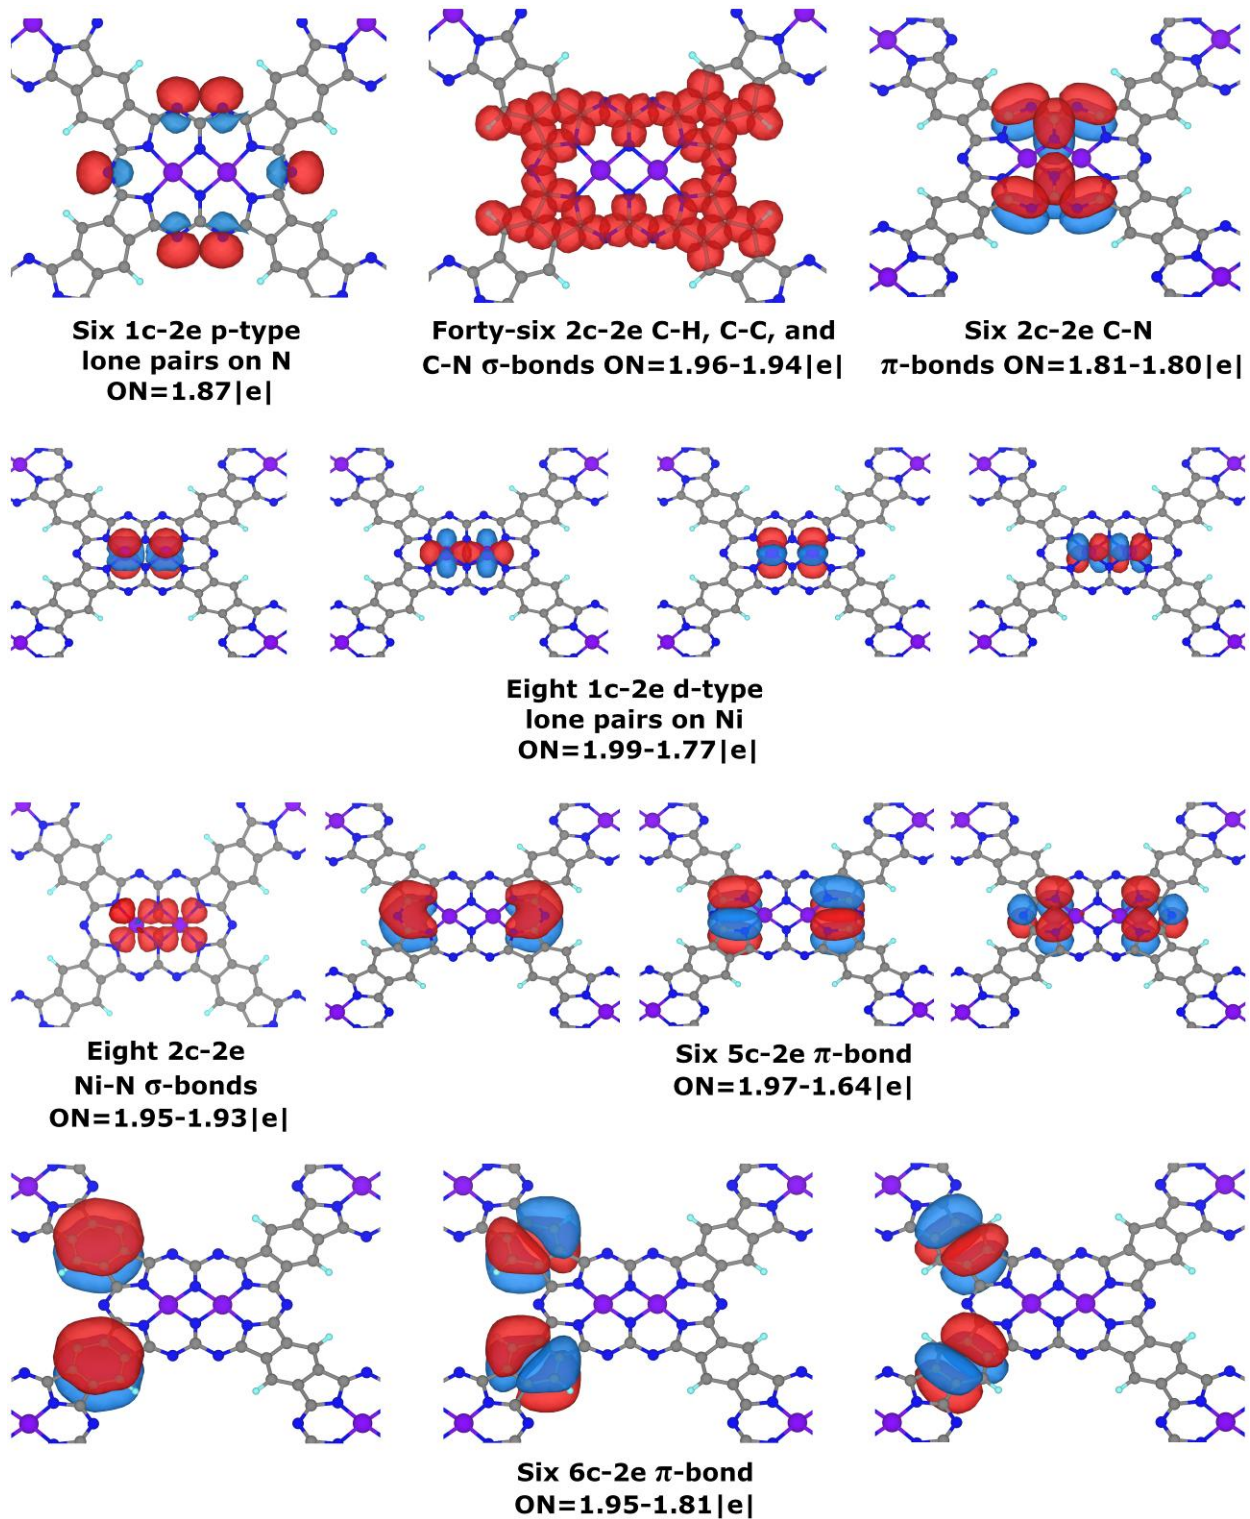 Six 1c-2e p-type
lone pairs on N
ON=1.87|e|
Forty-six 2c-2e C-H, C-C, and
C-N σ-bonds ON=1.96-1.94|e|
Six 2c-2e C-N
π-bonds ON=1.81-1.80|e|
Eight 1c-2e d-type
lone pairs on Ni
ON=1.99-1.77|e|
Eight 2c-2e
Ni-N σ-bonds
ON=1.95-1.93|e|
Six 5c-2e π-bond
ON=1.97-1.64|e|
Six 6c-2e π-bond
ON=1.95-1.81|e|